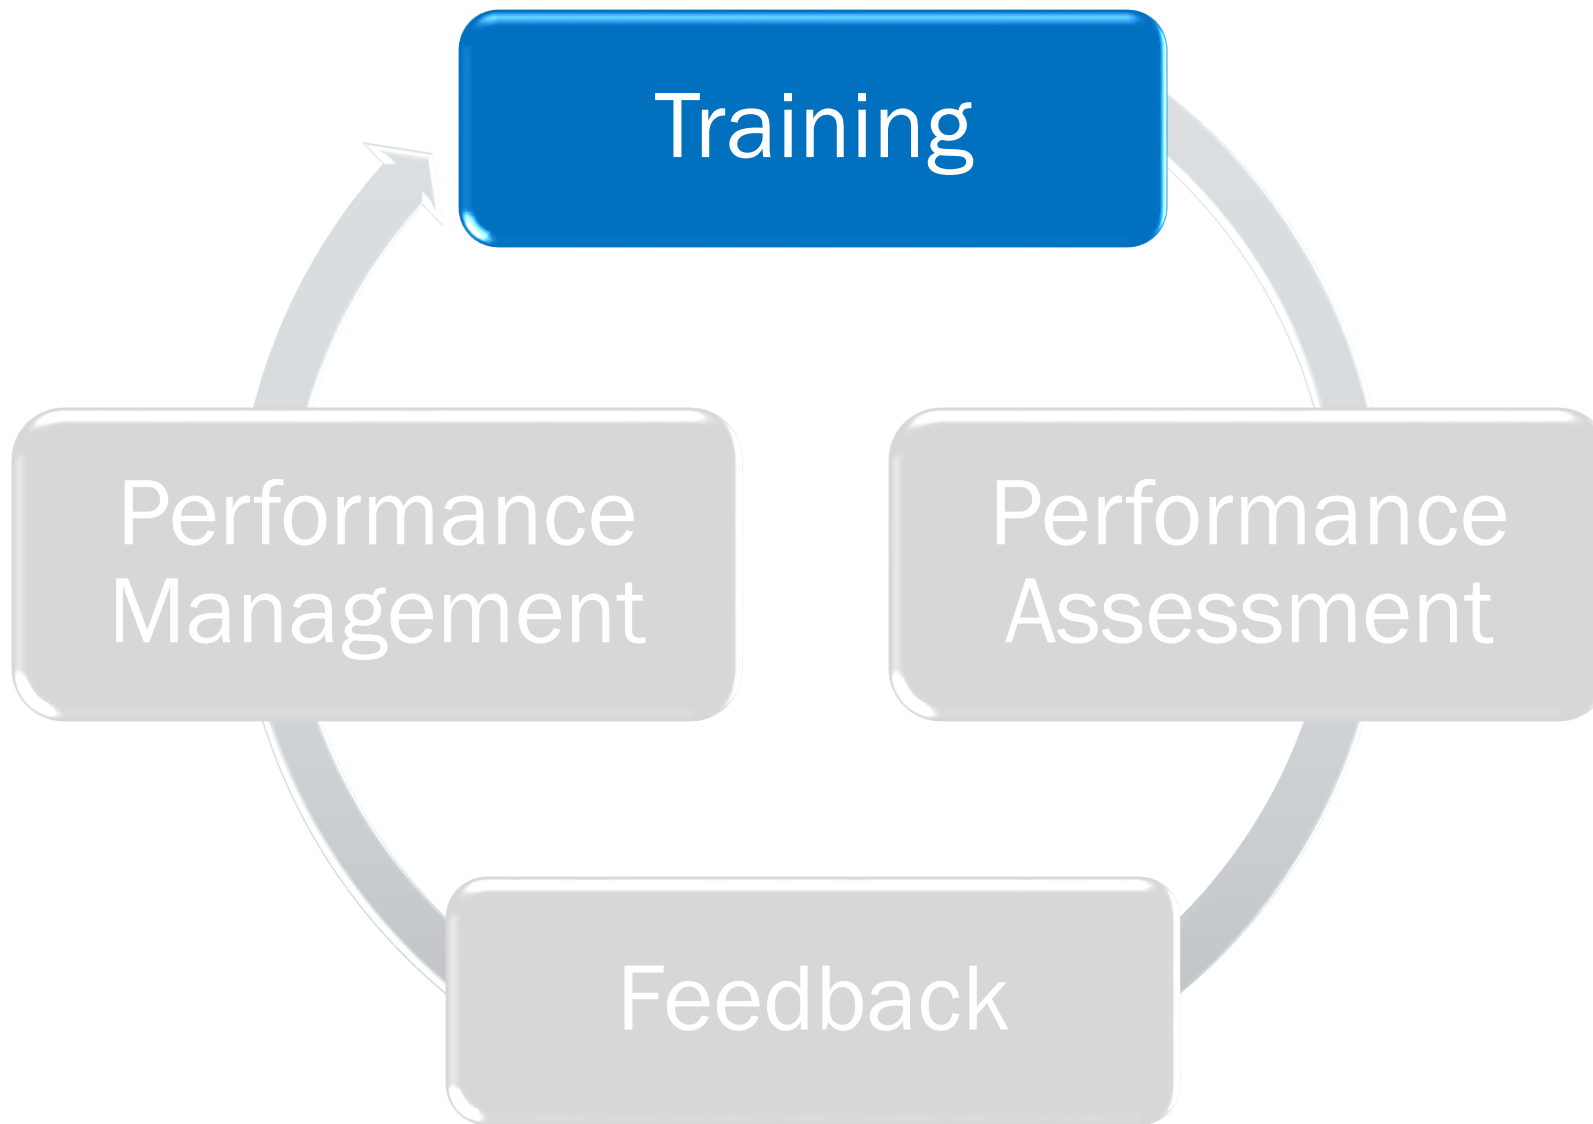 Training
Performance
Management
Performance
Assessment
Feedback